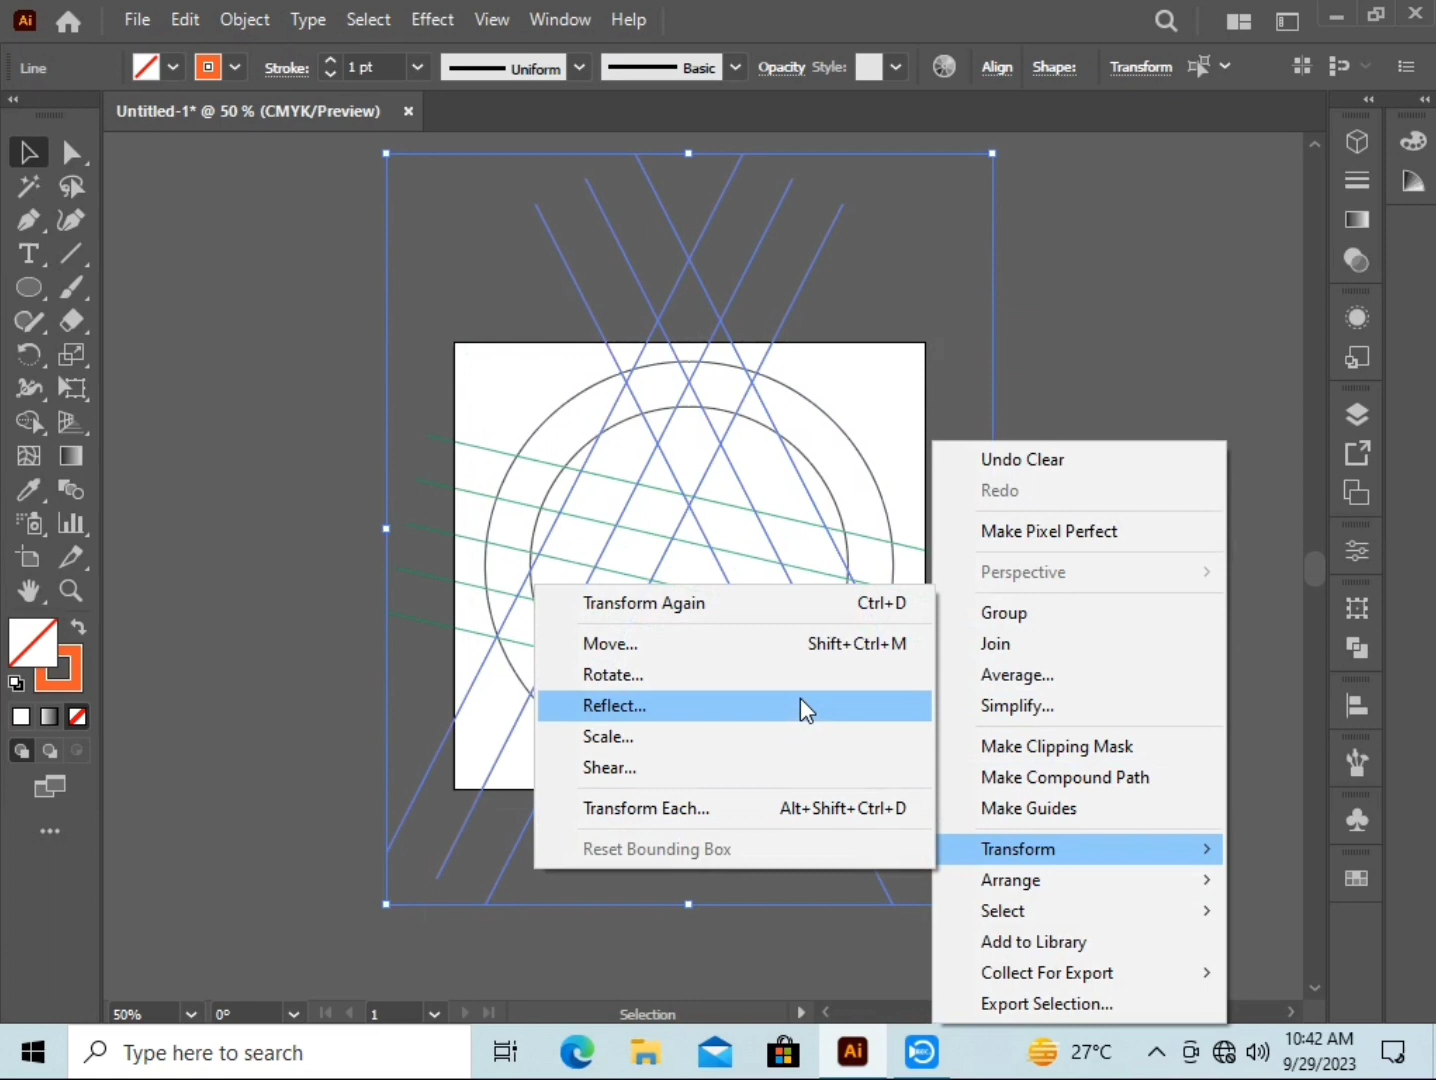 Ai File Edit Object Type Select Effect View Window Help
Line Stroke: 1 pt Uniform Basic Opacity Style: Align Shape: Transform
Untitled-1* @ 50 % (CMYK/Preview)
T
Undo Clear
Redo
Make Pixel Perfect
Perspective
Group
Join
Average...
Simplify...
Make Clipping Mask
Make Compound Path
Make Guides
Transform
Arrange
Select
Add to Library
Collect For Export
Export Selection...
Transform Again Ctrl+D
Move... Shift+Ctrl+M
Rotate...
Reflect...
Scale...
Shear...
Transform Each... Alt+Shift+Ctrl+D
Reset Bounding Box
50% 0° 1 Selection
Type here to search
Ai
27°C
10:42 AM
9/29/2023